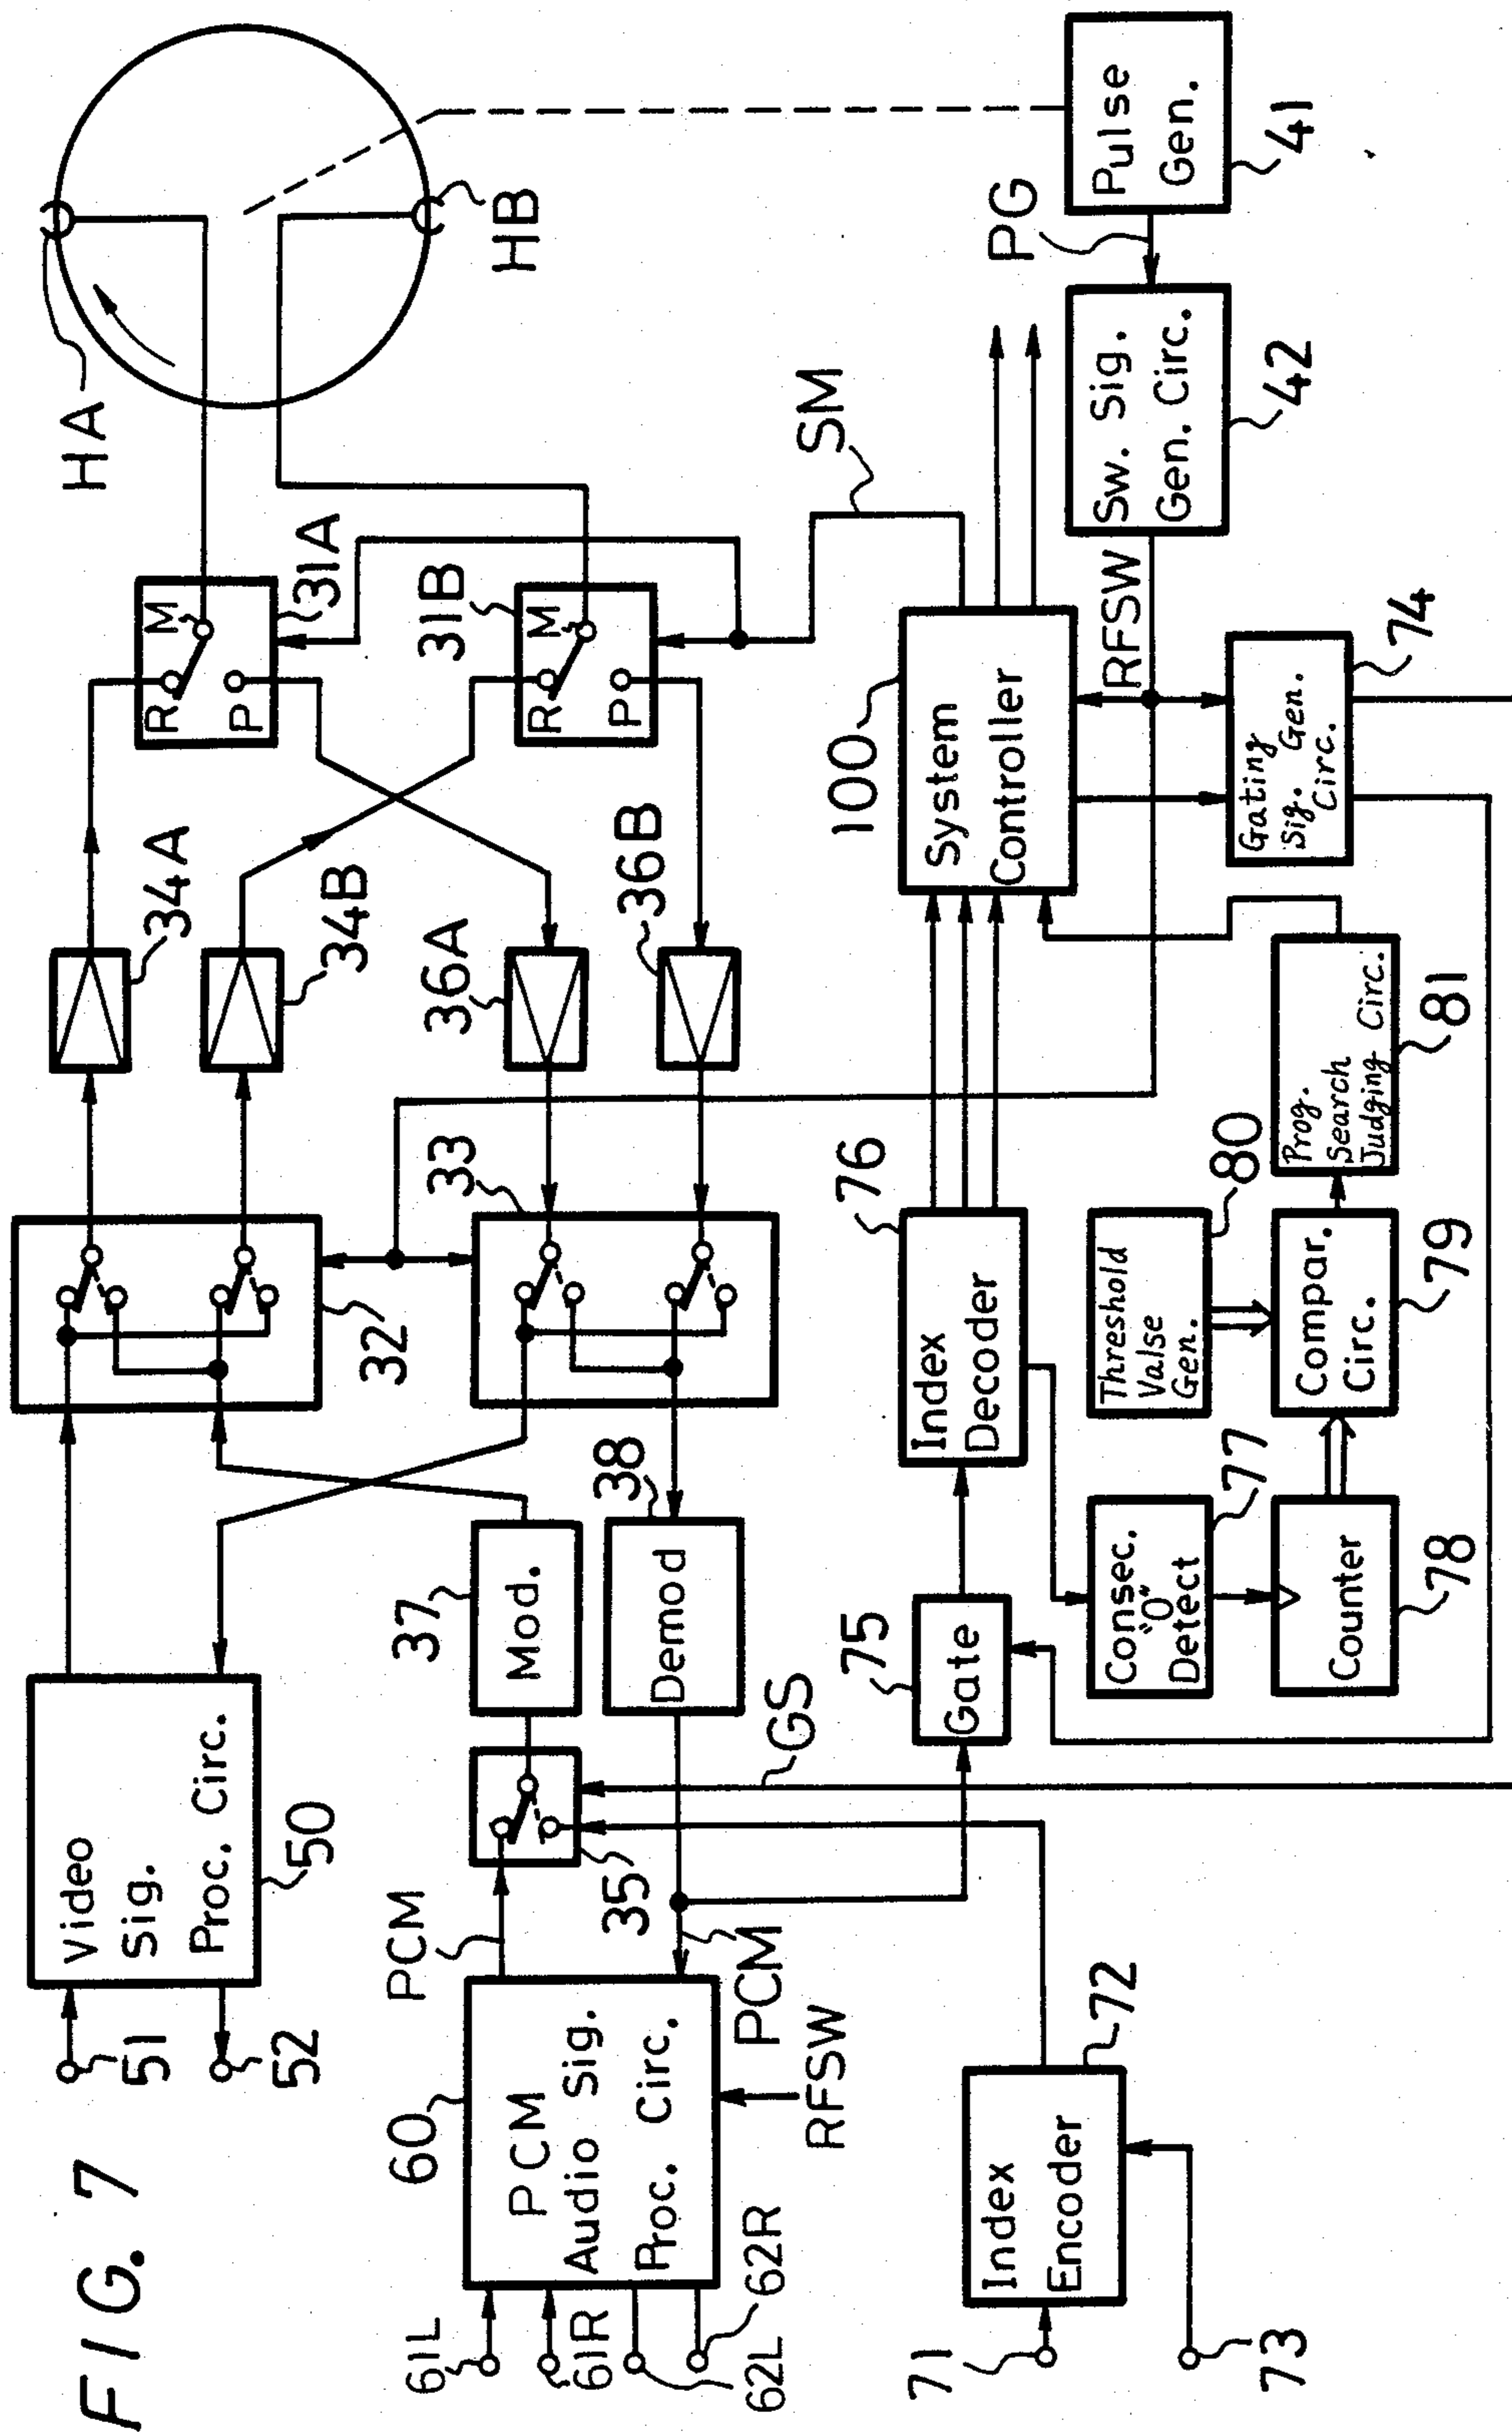 FIG. 7
51
52
Video
Sig.
Proc. Circ.
50
32
34A
34B
HA
HB
R
M
P
31A
31B
R
M
P
36A
36B
33
37
Mod.
38
Demod
PCM
35
60
PCM
Audio Sig.
Proc. Circ.
PCM
RFSW
61L
61R
62L
62R
GS
SM
PG
Pulse
Gen.
41
Sw. Sig.
Gen. Circ.
42
RFSW
100
System
Controller
76
Index
Decoder
75
Gate
Gating
Sig. Gen.
Circ.
74
Threshold
Valse
Gen.
80
Prog.
Search
Judging Circ.
81
Compar.
Circ.
79
Consec.
"0"
Detect
77
Counter
78
71
Index
Encoder
72
73